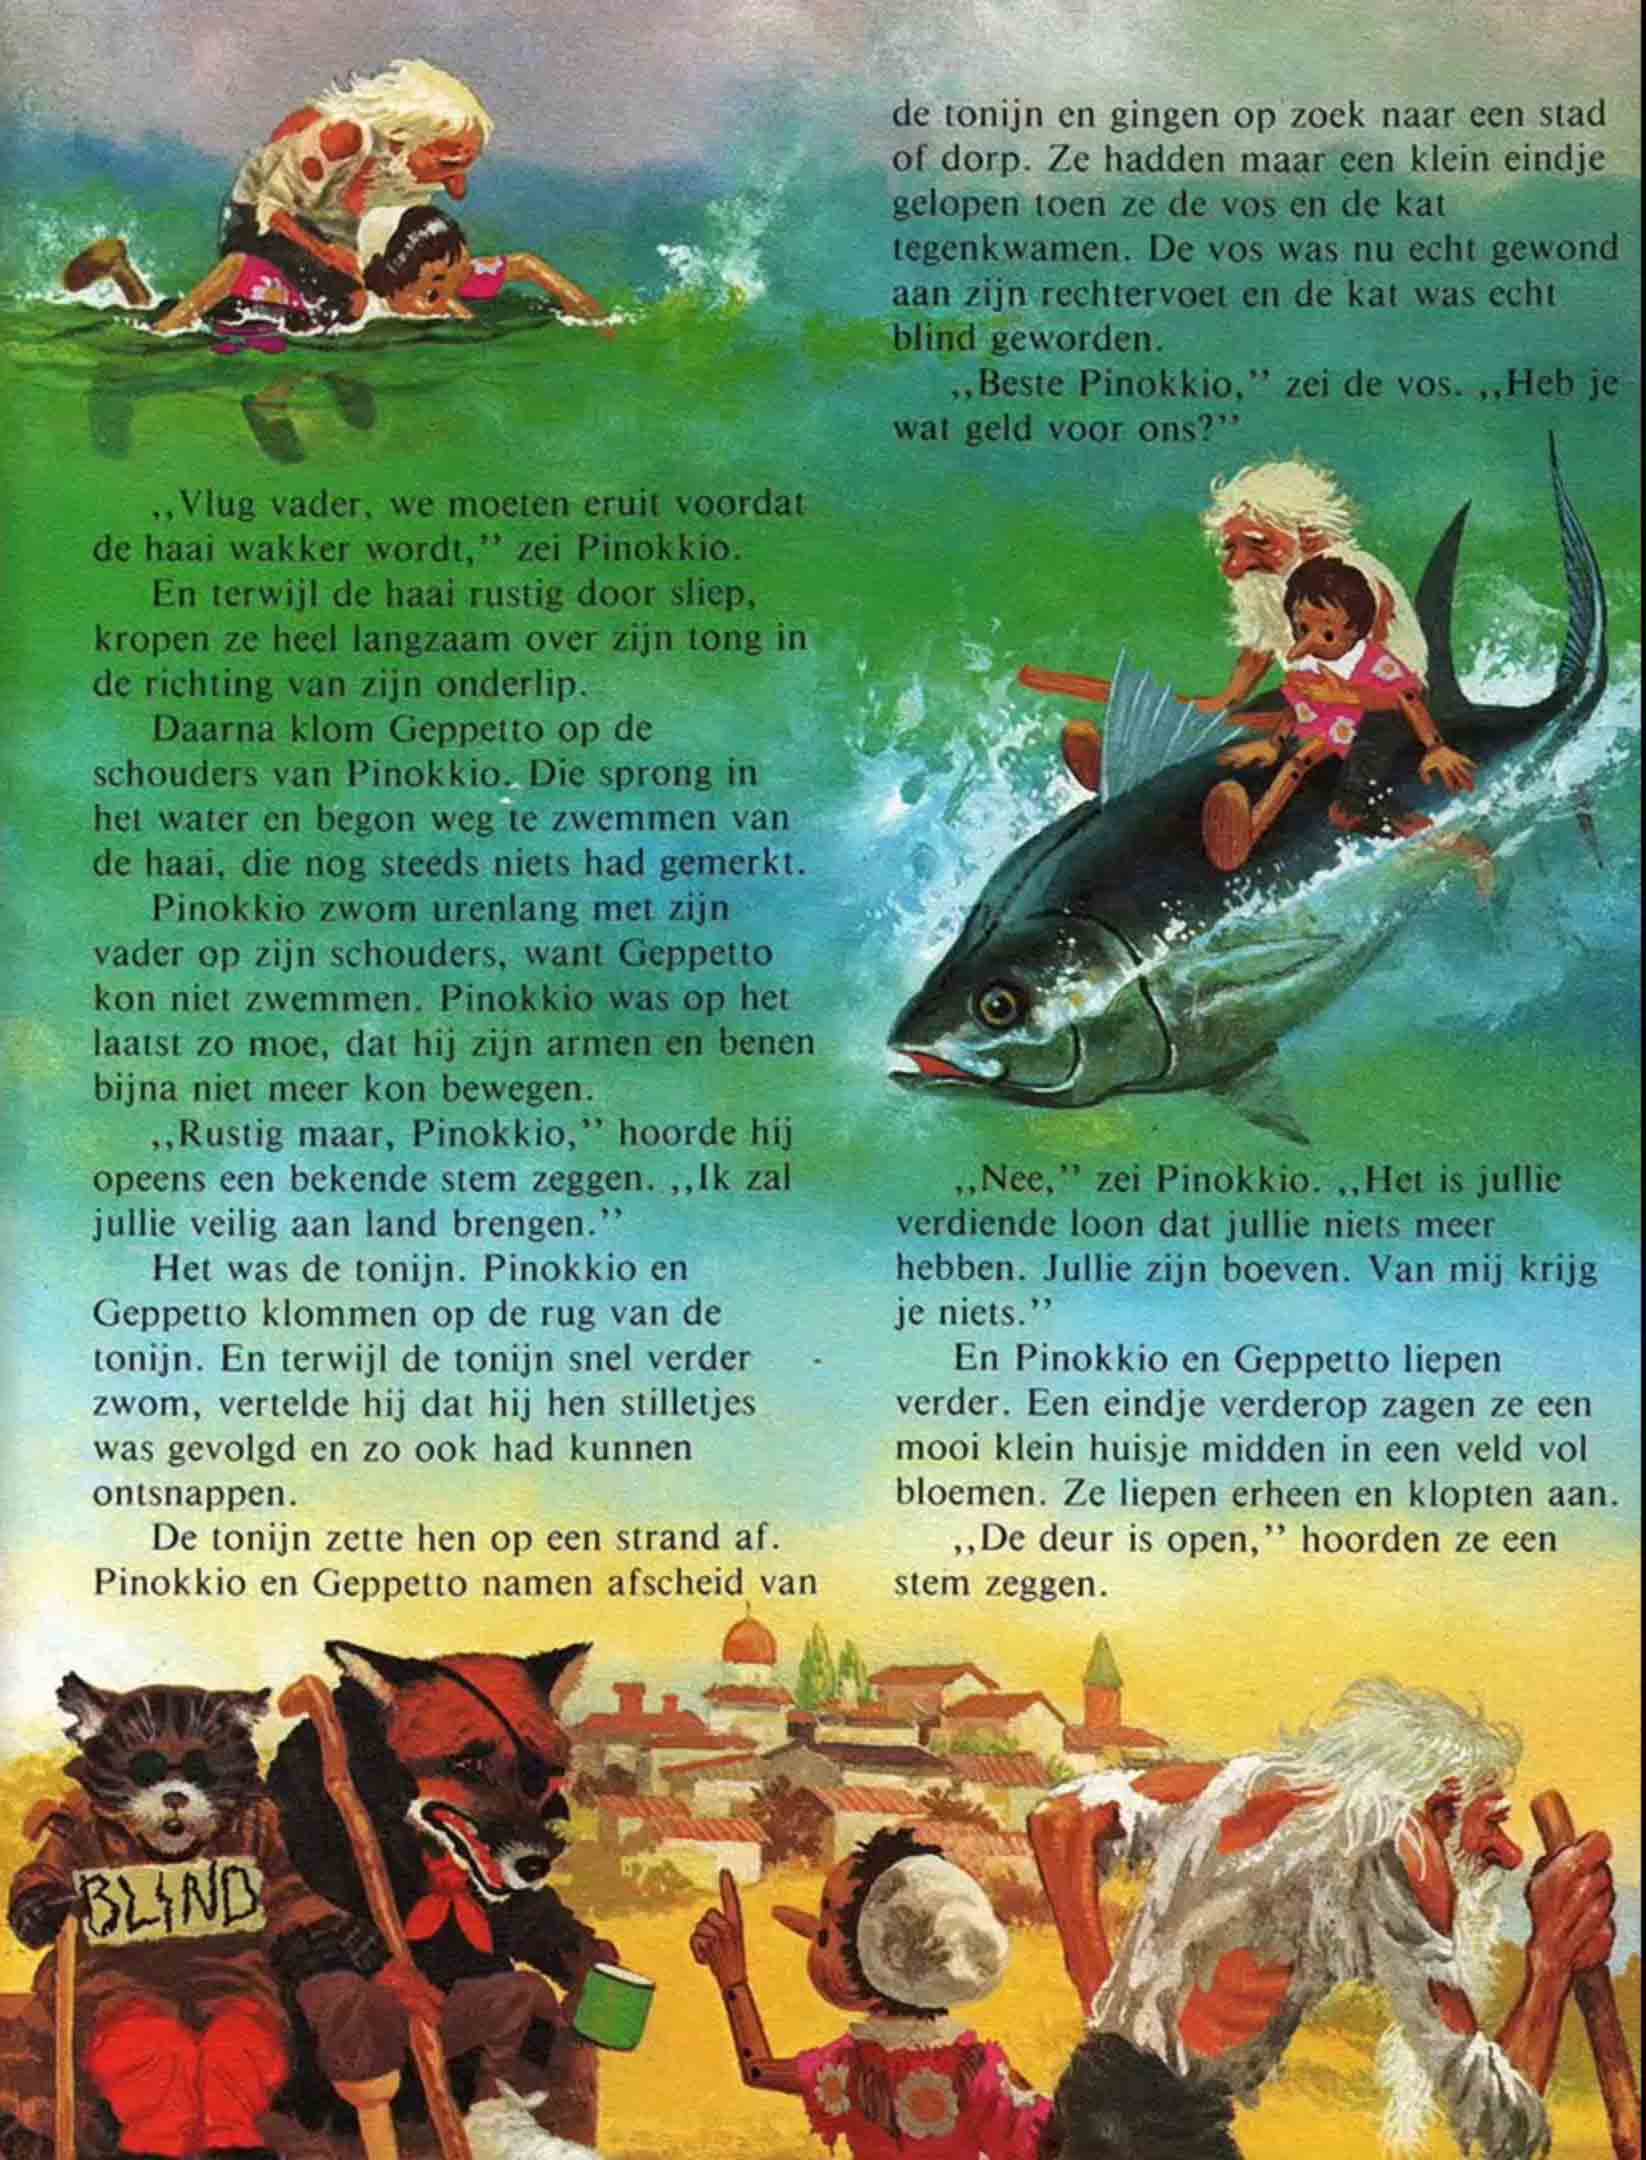 ,,Vlug vader, we moeten eruit voordat
de haai wakker wordt,'' zei Pinokkio.
En terwijl de haai rustig door sliep,
kropen ze heel langzaam over zijn tong in
de richting van zijn onderlip.
Daarna klom Geppetto op de
schouders van Pinokkio. Die sprong in
het water en begon weg te zwemmen van
de haai, die nog steeds niets had gemerkt.
Pinokkio zwom urenlang met zijn
vader op zijn schouders, want Geppetto
kon niet zwemmen. Pinokkio was op het
laatst zo moe, dat hij zijn armen en benen
bijna niet meer kon bewegen.
,,Rustig maar, Pinokkio,'' hoorde hij
opeens een bekende stem zeggen. ,,Ik zal
jullie veilig aan land brengen.''
Het was de tonijn. Pinokkio en
Geppetto klommen op de rug van de
tonijn. En terwijl de tonijn snel verder
zwom, vertelde hij dat hij hen stilletjes
was gevolgd en zo ook had kunnen
ontsnappen.
De tonijn zette hen op een strand af.
Pinokkio en Geppetto namen afscheid van
de tonijn en gingen op zoek naar een stad
of dorp. Ze hadden maar een klein eindje
gelopen toen ze de vos en de kat
tegenkwamen. De vos was nu echt gewond
aan zijn rechtervoet en de kat was echt
blind geworden.
,,Beste Pinokkio,'' zei de vos. ,,Heb je
wat geld voor ons?''
,,Nee,'' zei Pinokkio. ,,Het is jullie
verdiende loon dat jullie niets meer
hebben. Jullie zijn boeven. Van mij krijg
je niets.''
En Pinokkio en Geppetto liepen
verder. Een eindje verderop zagen ze een
mooi klein huisje midden in een veld vol
bloemen. Ze liepen erheen en klopten aan.
,,De deur is open,'' hoorden ze een
stem zeggen.
BLIND